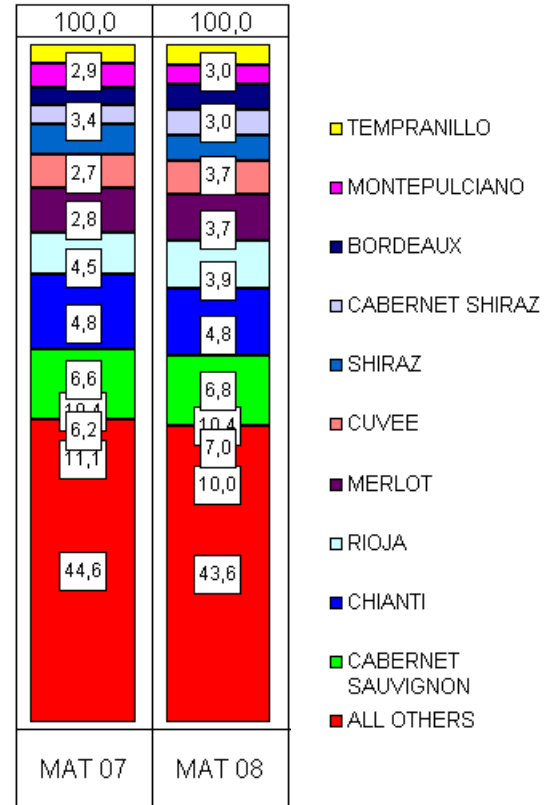 100,0 100,0
2,9 3,0
3,4 3,0
2,7 3,7
2,8 3,7
4,5 3,9
4,8 4,8
6,6 6,8
10,4 10,4
6,2 7,0
11,1 10,0
44,6 43,6
MAT 07 MAT 08
TEMPRANILLO
MONTEPULCIANO
BORDEAUX
CABERNET SHIRAZ
SHIRAZ
CUVEE
MERLOT
RIOJA
CHIANTI
CABERNET
SAUVIGNON
ALL OTHERS